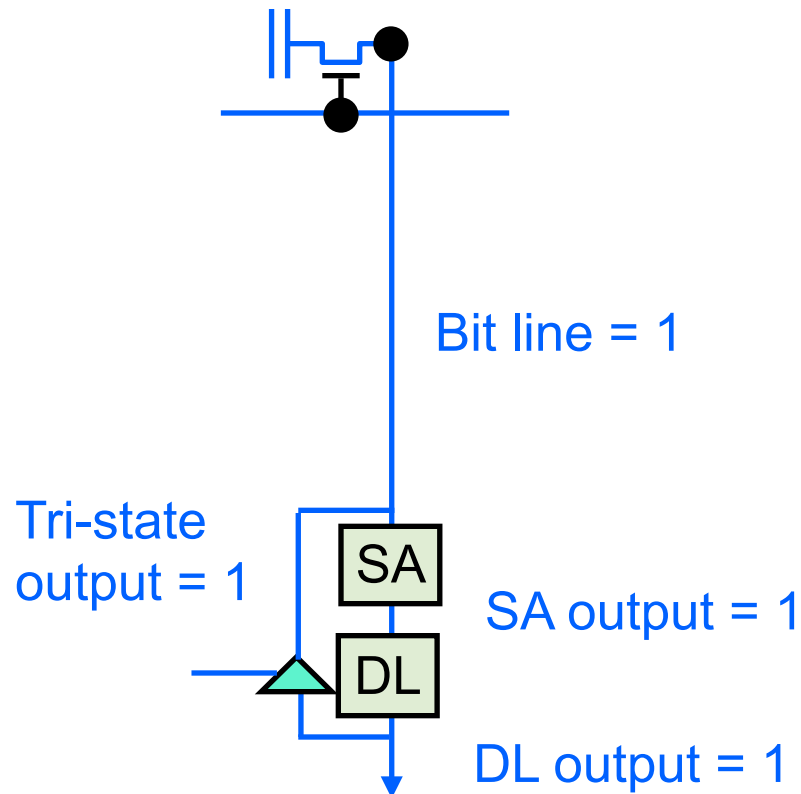 Bit line = 1
Tri-state
output = 1
SA
SA output = 1
DL
DL output = 1